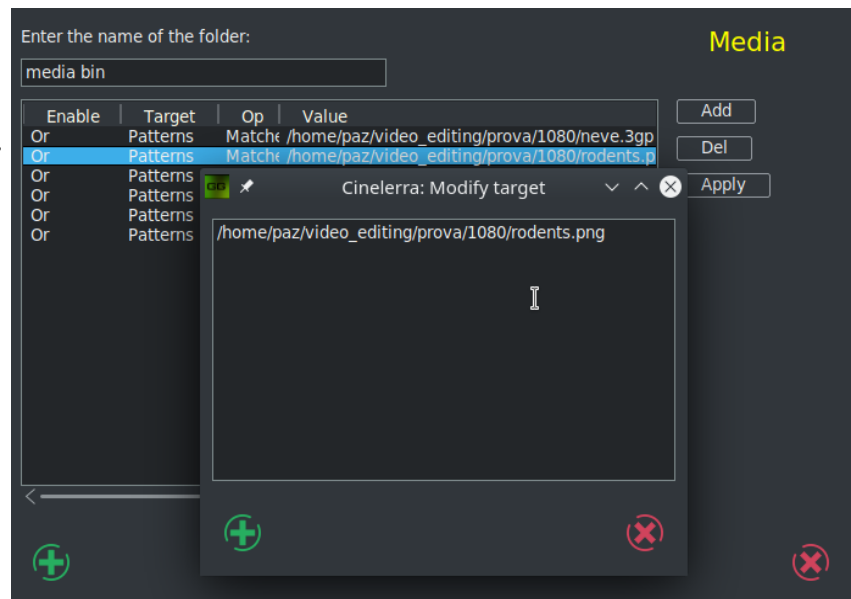 Enter the name of the folder:
Media
media bin
Enable Target Op Value
Add
Or Patterns Matche /home/paz/video_editing/prova/1080/neve.3gp
Or Patterns Matche /home/paz/video_editing/prova/1080/rodents.p
Del
Or Patterns
Cinelerra: Modify target
Apply
Or Patterns
Or Patterns
Or Patterns
/home/paz/video_editing/prova/1080/rodents.png